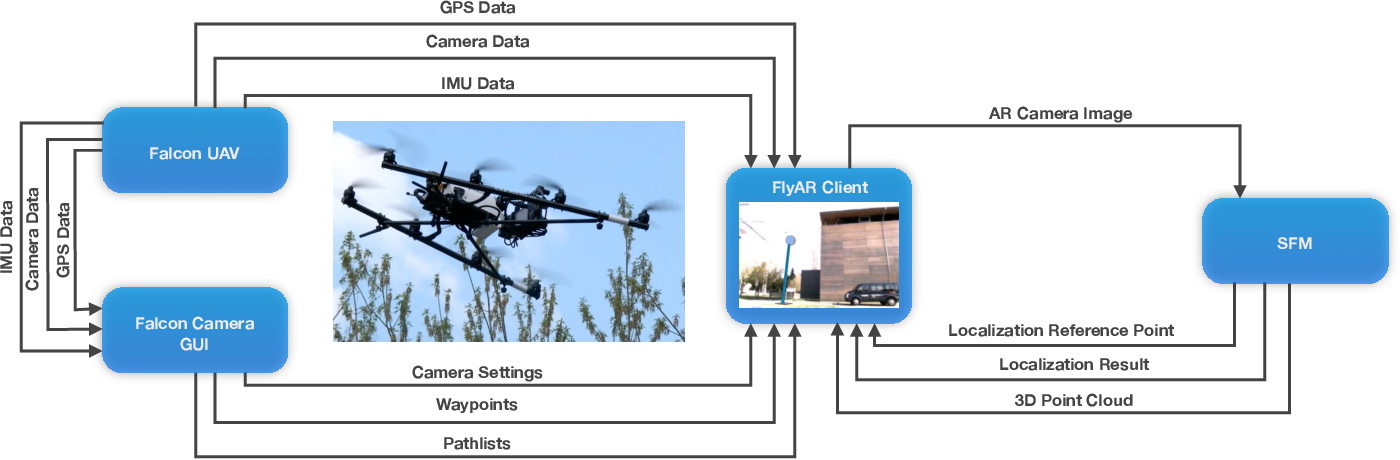 GPS Data
Camera Data
IMU Data
AR Camera Image
Falcon UAV
FlyAR Client
SFM
IMU Data
Camera Data
GPS Data
Falcon Camera
GUI
Localization Reference Point
Localization Result
3D Point Cloud
Camera Settings
Waypoints
Pathlists